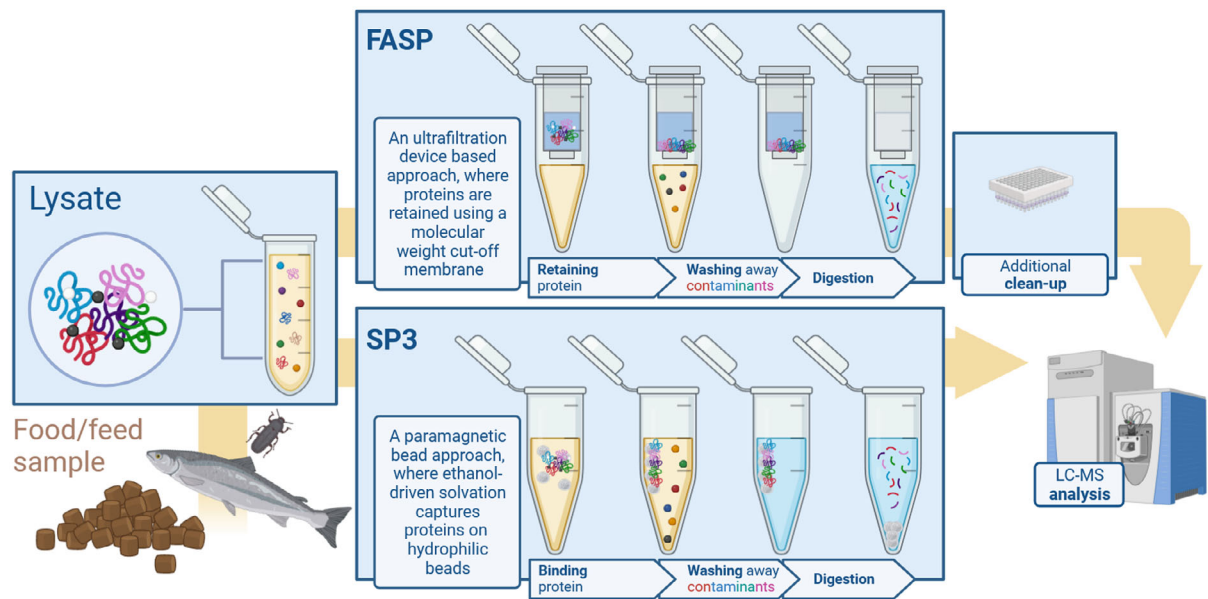 FASP
An ultrafiltration
device based
approach, where
proteins are
retained using a
molecular
weight cut-off
membrane
Retaining
protein
Washing away
contaminants
Digestion
Additional
clean-up
Lysate
Food/feed
sample
SP3
A paramagnetic
bead approach,
where ethanol-
driven solvation
captures
proteins on
hydrophilic
beads
Binding
protein
Washing away
contaminants
Digestion
LC-MS
analysis